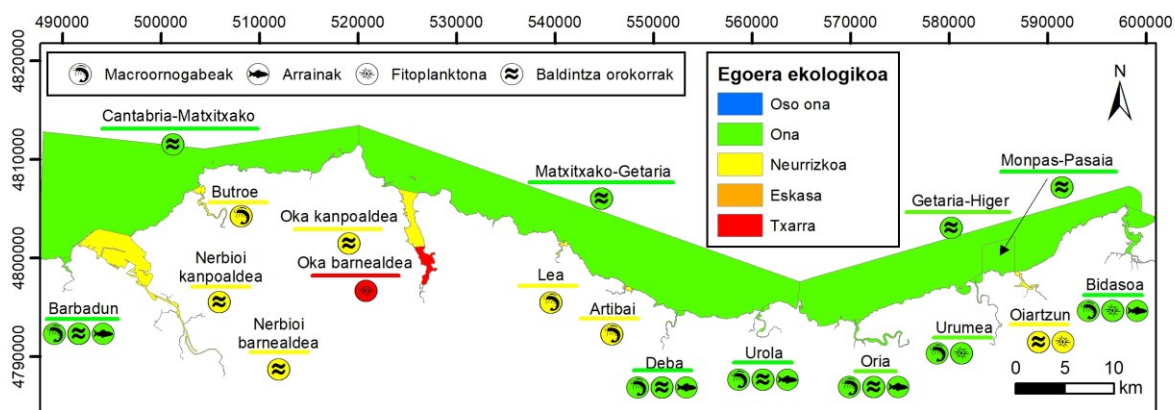 490000 500000 510000 520000 530000 540000 550000 560000 570000 580000 590000 600000
4820000
4810000
4800000
4790000
Macroornogabeak Arrainak Fitoplanktona Baldintza orokorrak
Egoera ekologikoa
Oso ona
Ona
Neurrizkoa
Eskasa
Txarra
N
Cantabria-Matxitxako
Matxitxako-Getaria
Monpas-Pasaia
Getaria-Higer
Butroe
Oka kanpoaldea
Oka barnealdea
Nerbioi
kanpoaldea
Nerbioi
barnealdea
Barbadun
Lea
Artibai
Deba
Urola
Oria
Urumea
Oiartzun
Bidasoa
0 5 10
km